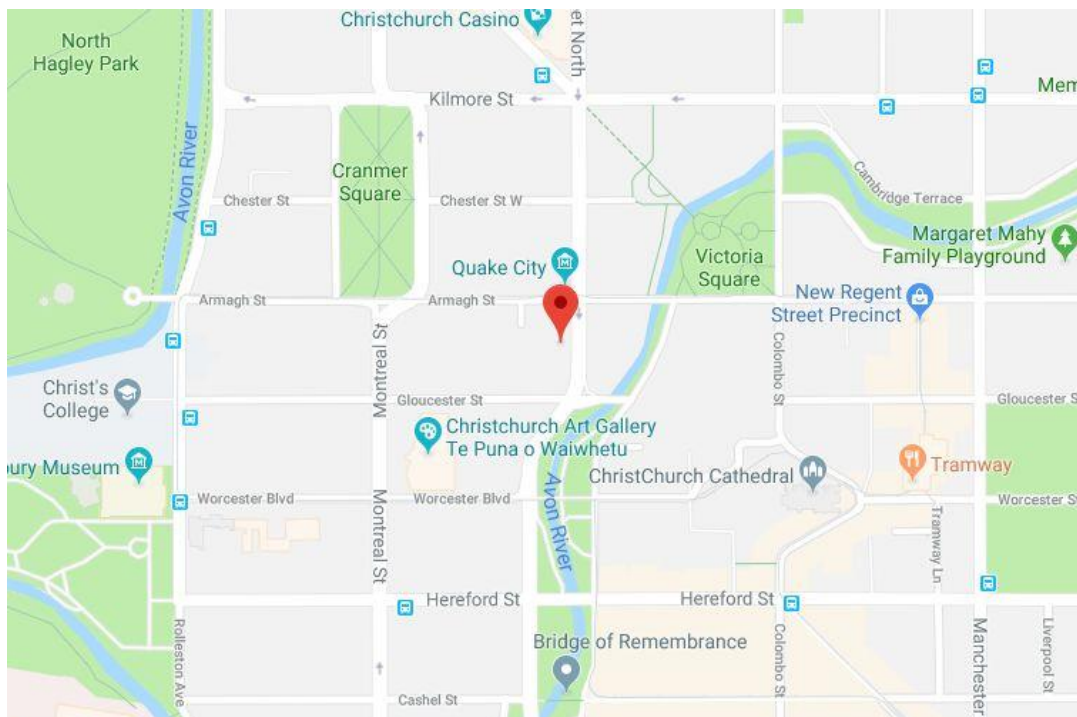 Christchurch Casino
North
Hagley Park
et North
Kilmore St
Mem
Avon River
Cranmer
Square
Chester St
Chester St W
Cambridge Terrace
Margaret Mahy
Family Playground
Quake City
Victoria
Square
Armagh St
Armagh St
New Regent
Street Precinct
Montreal St
Colombo St
Christ's
College
Gloucester St
Gloucester S
Christchurch Art Gallery
Te Puna o Waiwhetu
bury Museum
ChristChurch Cathedral
Tramway
Worcester Blvd
Worcester Blvd
Worcester S
Montreal St
Avon River
Tramway Ln
Hereford St
Hereford St
Rolleston Ave
Bridge of Remembrance
Colombo St
Manchester
Liverpool St
Cashel St